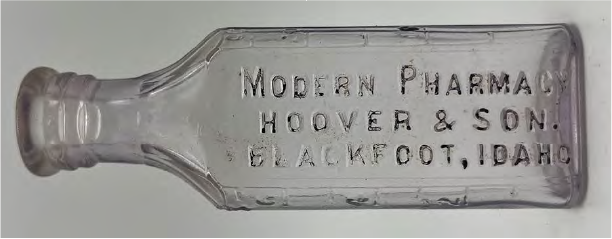 MODERN PHARMACY
HOOVER & SON.
BLACKFOOT, IDAHO